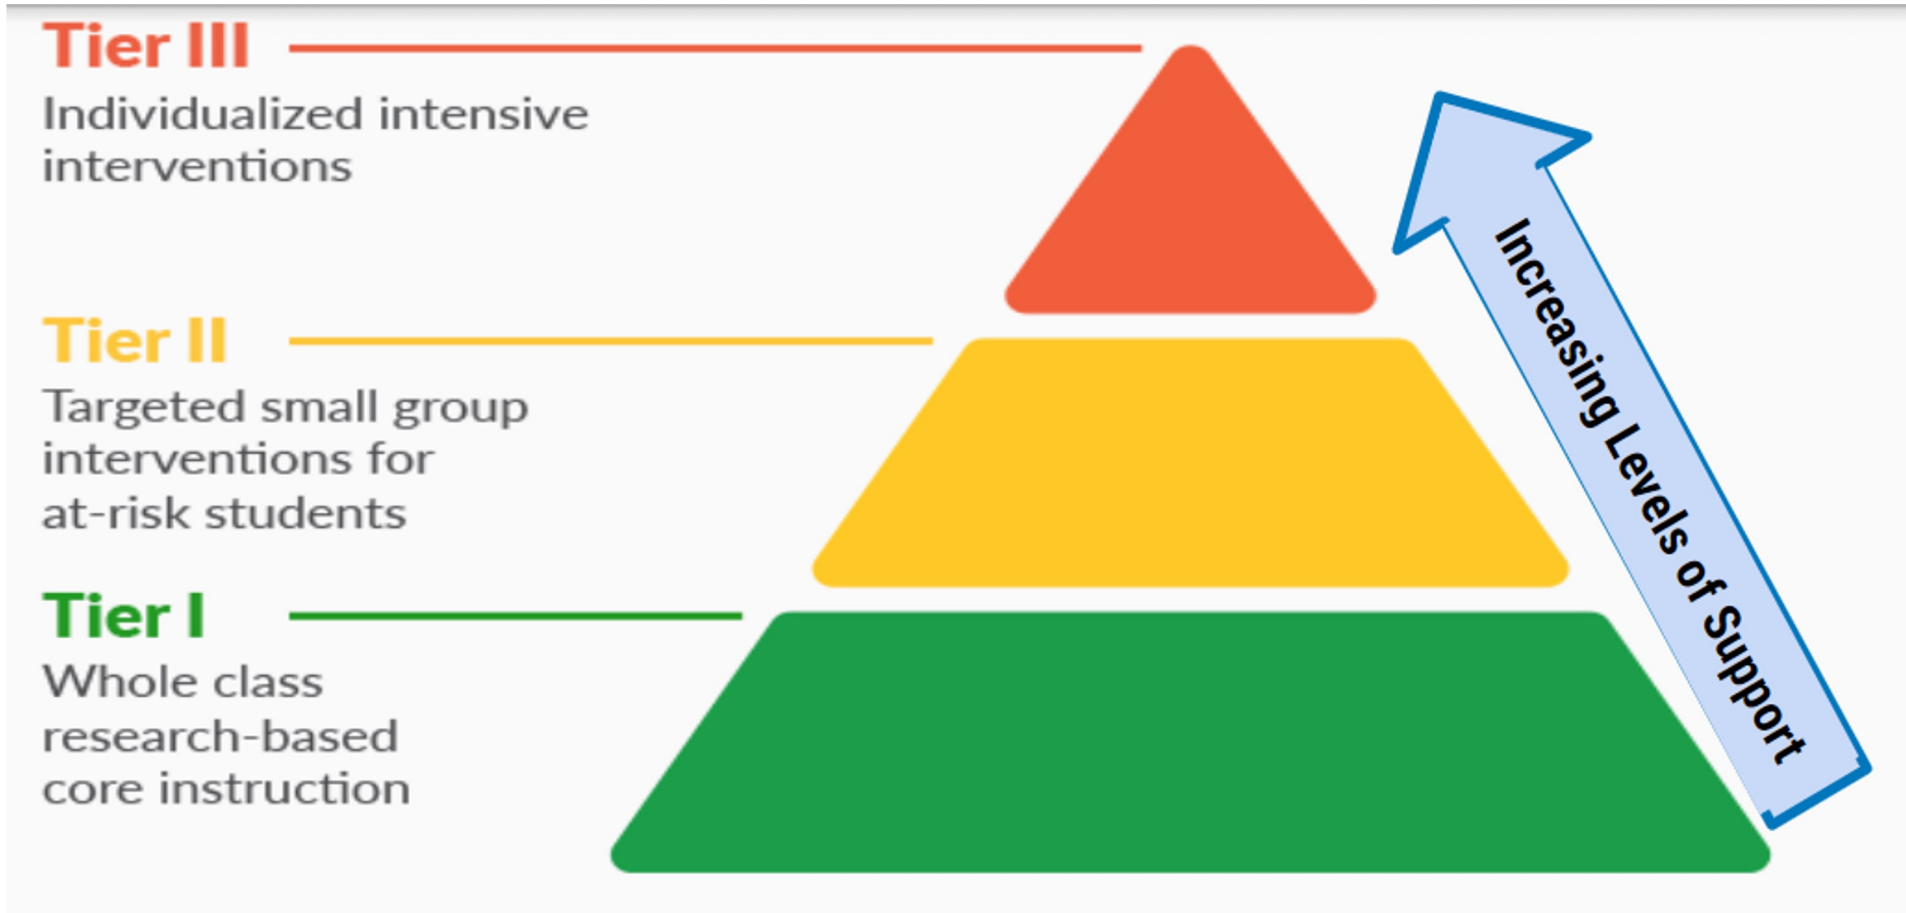 Tier III
Individualized intensive
interventions
Tier II
Targeted small group
interventions for
at-risk students
Tier I
Whole class
research-based
core instruction
Increasing Levels of Support